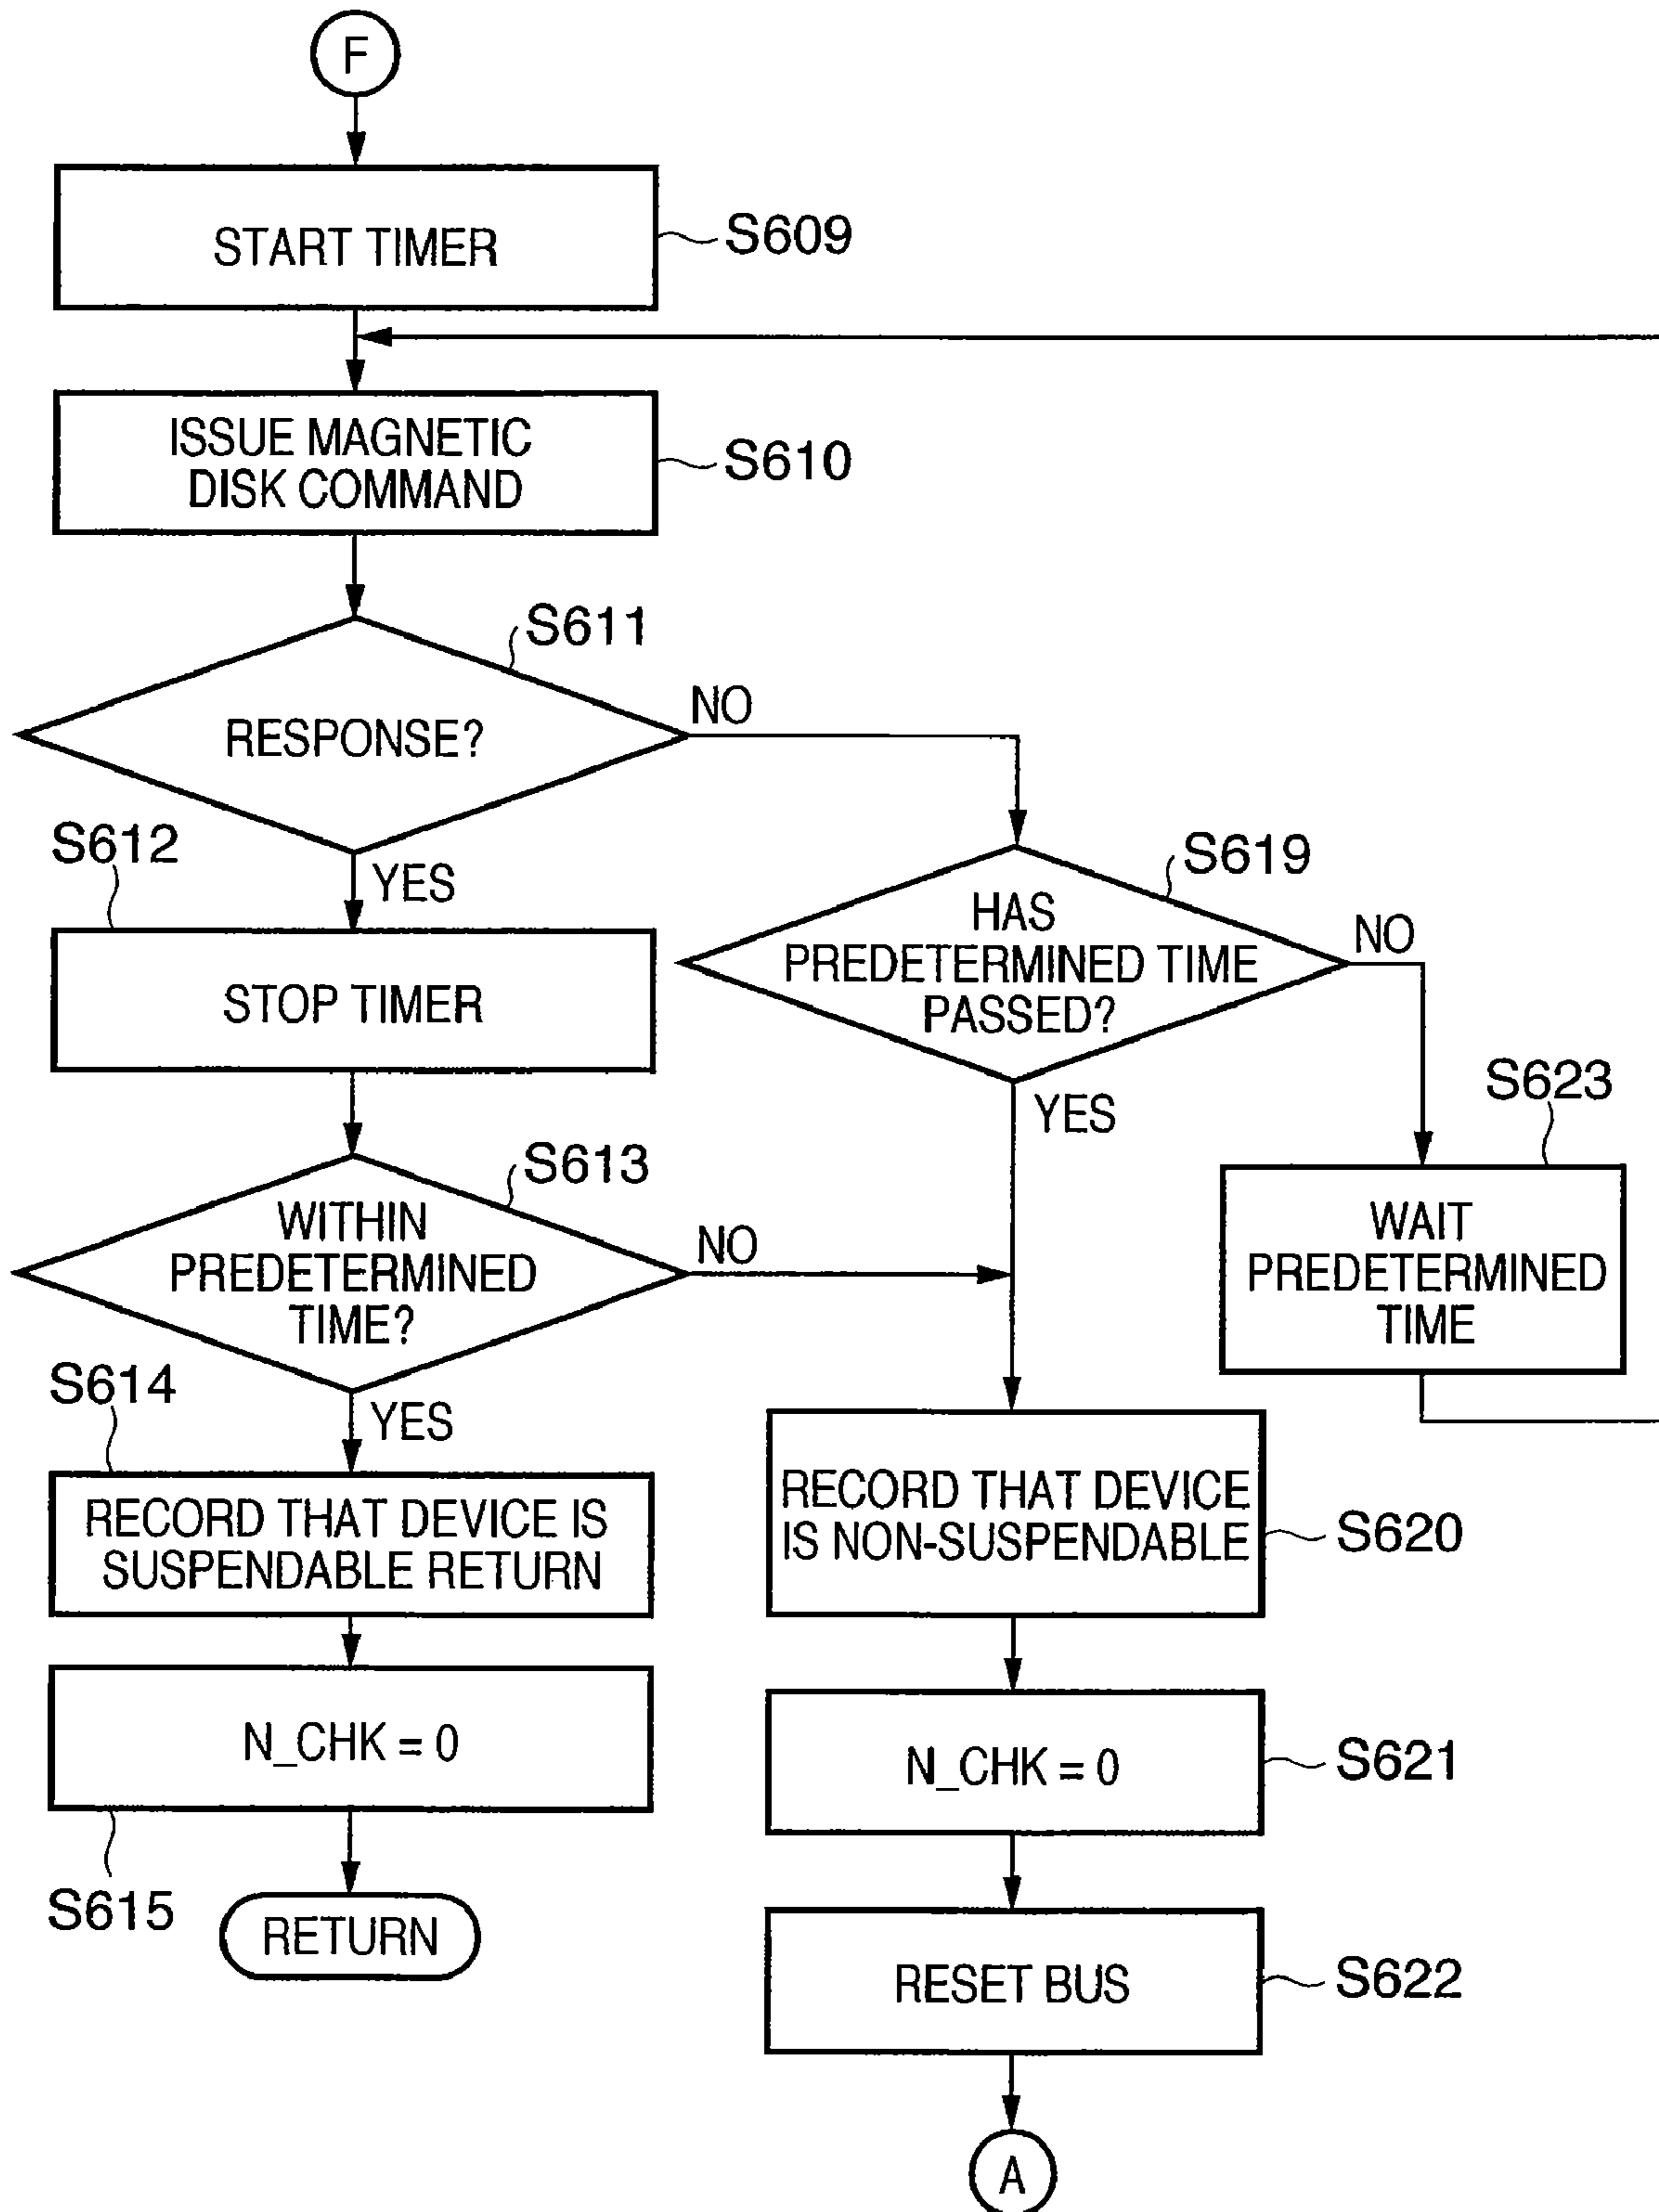 F
START TIMER
S609
ISSUE MAGNETIC
DISK COMMAND
S610
S611
RESPONSE?
NO
YES
S612
STOP TIMER
S619
HAS
PREDETERMINED TIME
PASSED?
NO
YES
S623
WAIT
PREDETERMINED
TIME
S613
WITHIN
PREDETERMINED
TIME?
NO
YES
S614
RECORD THAT DEVICE IS
SUSPENDABLE RETURN
RECORD THAT DEVICE
IS NON-SUSPENDABLE
S620
N_CHK = 0
S615
N_CHK = 0
S621
RETURN
RESET BUS
S622
A